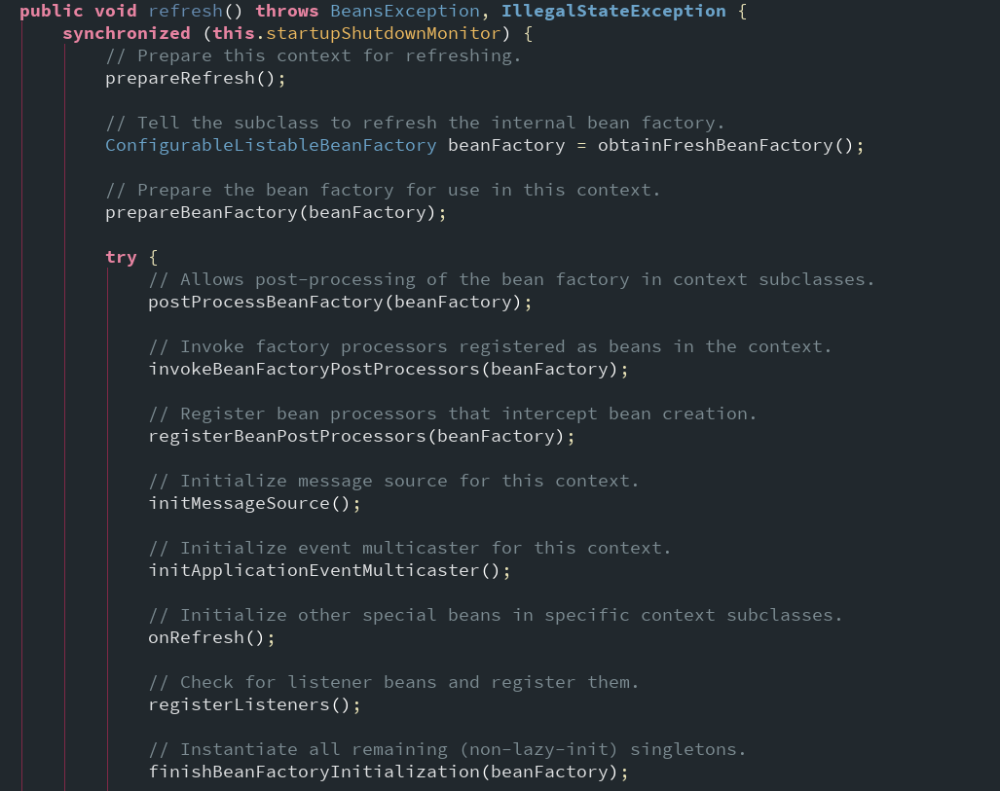 public void refresh() throws BeansException, IllegalStateException {
synchronized (this.startupShutdownMonitor) {
// Prepare this context for refreshing.
prepareRefresh();
// Tell the subclass to refresh the internal bean factory.
ConfigurableListableBeanFactory beanFactory = obtainFreshBeanFactory();
// Prepare the bean factory for use in this context.
prepareBeanFactory(beanFactory);
try {
// Allows post-processing of the bean factory in context subclasses.
postProcessBeanFactory(beanFactory);
// Invoke factory processors registered as beans in the context.
invokeBeanFactoryPostProcessors(beanFactory);
// Register bean processors that intercept bean creation.
registerBeanPostProcessors(beanFactory);
// Initialize message source for this context.
initMessageSource();
// Initialize event multicaster for this context.
initApplicationEventMulticaster();
// Initialize other special beans in specific context subclasses.
onRefresh();
// Check for listener beans and register them.
registerListeners();
// Instantiate all remaining (non-lazy-init) singletons.
finishBeanFactoryInitialization(beanFactory);